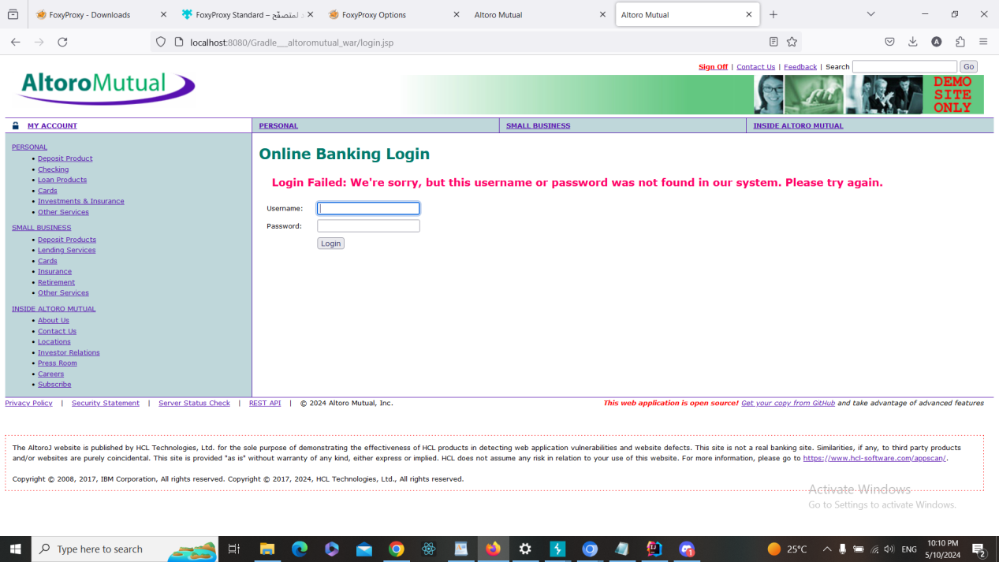 FoxyProxy - Downloads
FoxyProxy Standard –
FoxyProxy Options
Altoro Mutual
Altoro Mutual
localhost:8080/Gradle___altoromutual_war/login.jsp
Sign Off | Contact Us | Feedback | Search Go
AltoroMutual
DEMO
SITE
ONLY
MY ACCOUNT
PERSONAL
SMALL BUSINESS
INSIDE ALTORO MUTUAL
PERSONAL
Deposit Product
Checking
Loan Products
Cards
Investments & Insurance
Other Services
SMALL BUSINESS
Deposit Products
Lending Services
Cards
Insurance
Retirement
Other Services
INSIDE ALTORO MUTUAL
About Us
Contact Us
Locations
Investor Relations
Press Room
Careers
Subscribe
Online Banking Login
Login Failed: We're sorry, but this username or password was not found in our system. Please try again.
Username:
Password:
Login
Privacy Policy | Security Statement | Server Status Check | REST API | © 2024 Altoro Mutual, Inc.
This web application is open source! Get your copy from GitHub and take advantage of advanced features
The AltoroJ website is published by HCL Technologies, Ltd. for the sole purpose of demonstrating the effectiveness of HCL products in detecting web application vulnerabilities and website defects. This site is not a real banking site. Similarities, if any, to third party products
and/or websites are purely coincidental. This site is provided "as is" without warranty of any kind, either express or implied. HCL does not assume any risk in relation to your use of this website. For more information, please go to https://www.hcl-software.com/appscan/.
Copyright © 2008, 2017, IBM Corporation, All rights reserved. Copyright © 2017, 2024, HCL Technologies, Ltd., All rights reserved.
Activate Windows
Go to Settings to activate Windows.
Type here to search
25°C
ENG
10:10 PM
5/10/2024
2